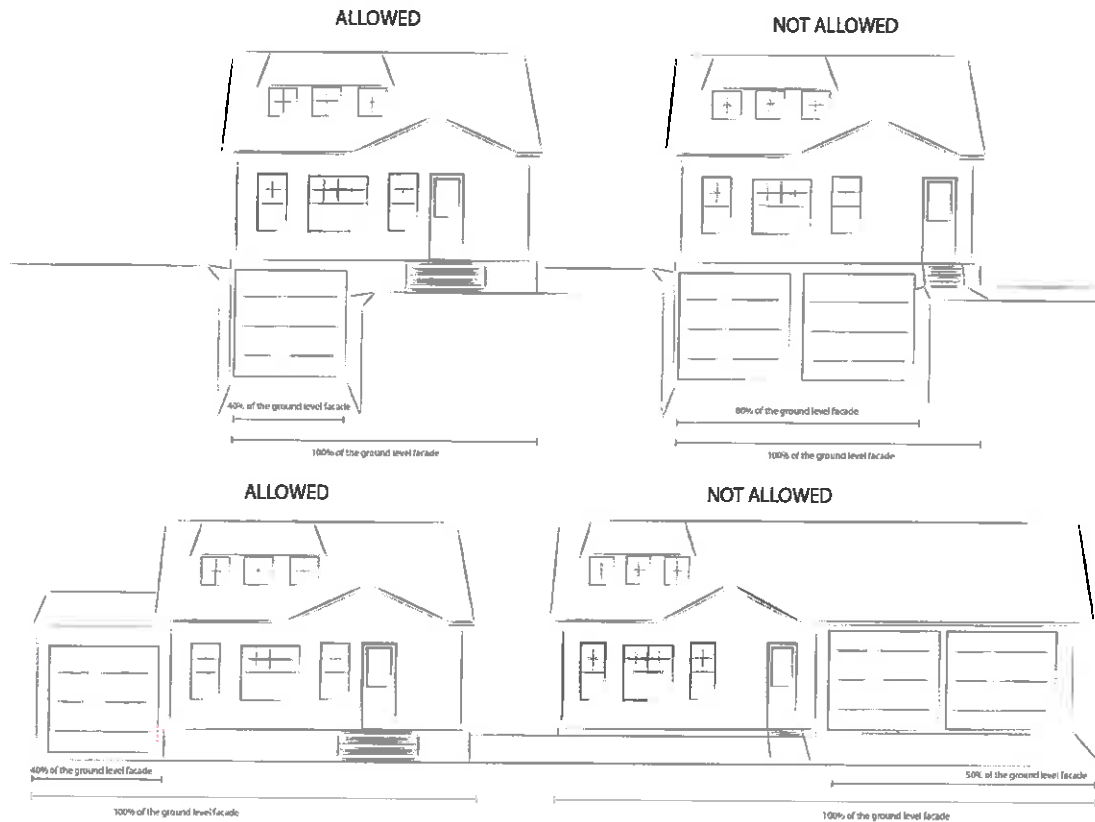 ALLOWED
NOT ALLOWED
40% of the ground level facade
80% of the ground level facade
100% of the ground level facade
100% of the ground level facade
ALLOWED
NOT ALLOWED
40% of the ground level facade
50% of the ground level facade
100% of the ground level facade
100% of the ground level facade